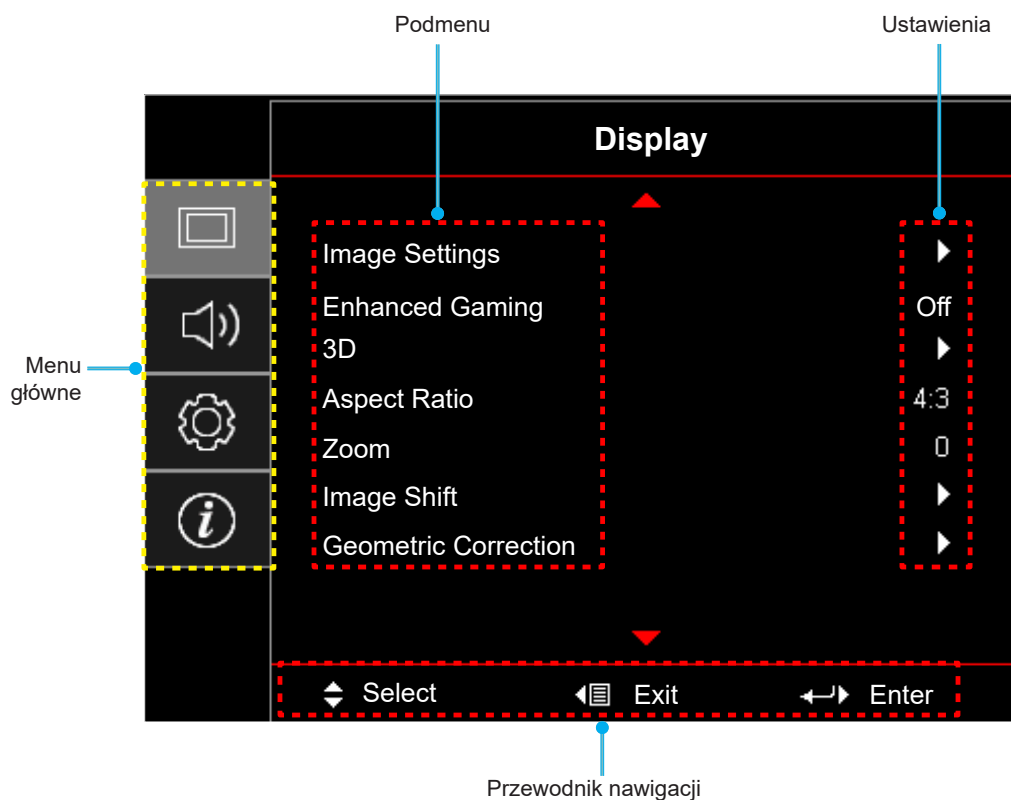 Podmenu
Ustawienia
Display
Image Settings
Enhanced Gaming Off
3D
Menu
główne
Aspect Ratio 4:3
Zoom 0
Image Shift
Geometric Correction
Select Exit Enter
Przewodnik nawigacji